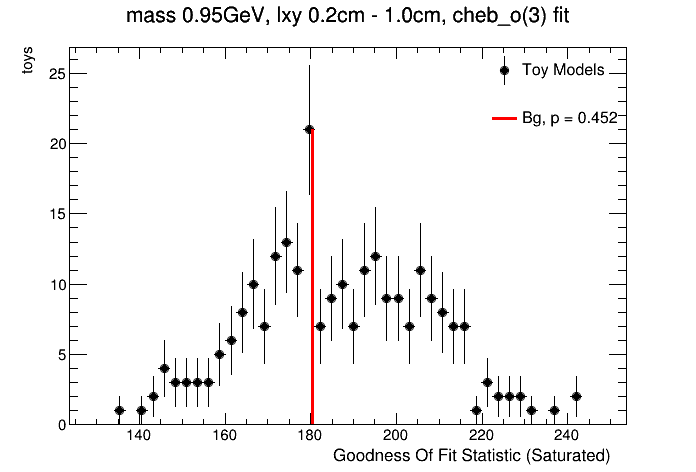 mass 0.95GeV, lxy 0.2cm - 1.0cm, cheb_o(3) fit
toys
25
20
15
10
5
0
Toy Models
Bg, p = 0.452
140 160 180 200 220 240
Goodness Of Fit Statistic (Saturated)